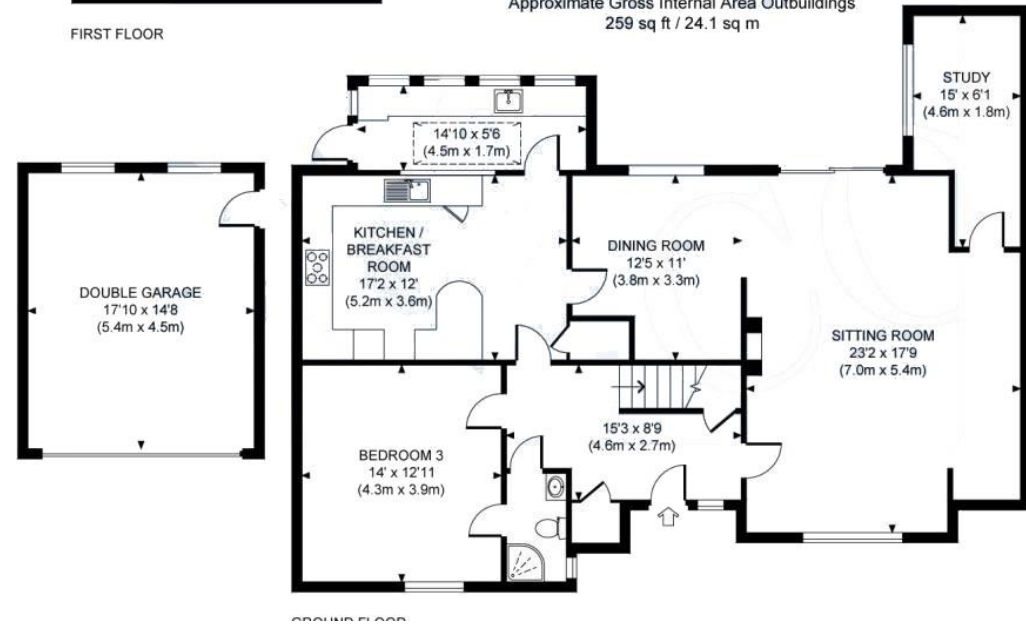 Approximate Gross Internal Area Outbuildings
259 sq ft / 24.1 sq m
FIRST FLOOR
STUDY
15' x 6'1
(4.6m x 1.8m)
14'10 x 5'6
(4.5m x 1.7m)
KITCHEN /
BREAKFAST
ROOM
17'2 x 12'
(5.2m x 3.6m)
DINING ROOM
12'5 x 11'
(3.8m x 3.3m)
DOUBLE GARAGE
17'10 x 14'8
(5.4m x 4.5m)
SITTING ROOM
23'2 x 17'9
(7.0m x 5.4m)
15'3 x 8'9
(4.6m x 2.7m)
BEDROOM 3
14' x 12'11
(4.3m x 3.9m)
GROUND FLOOR